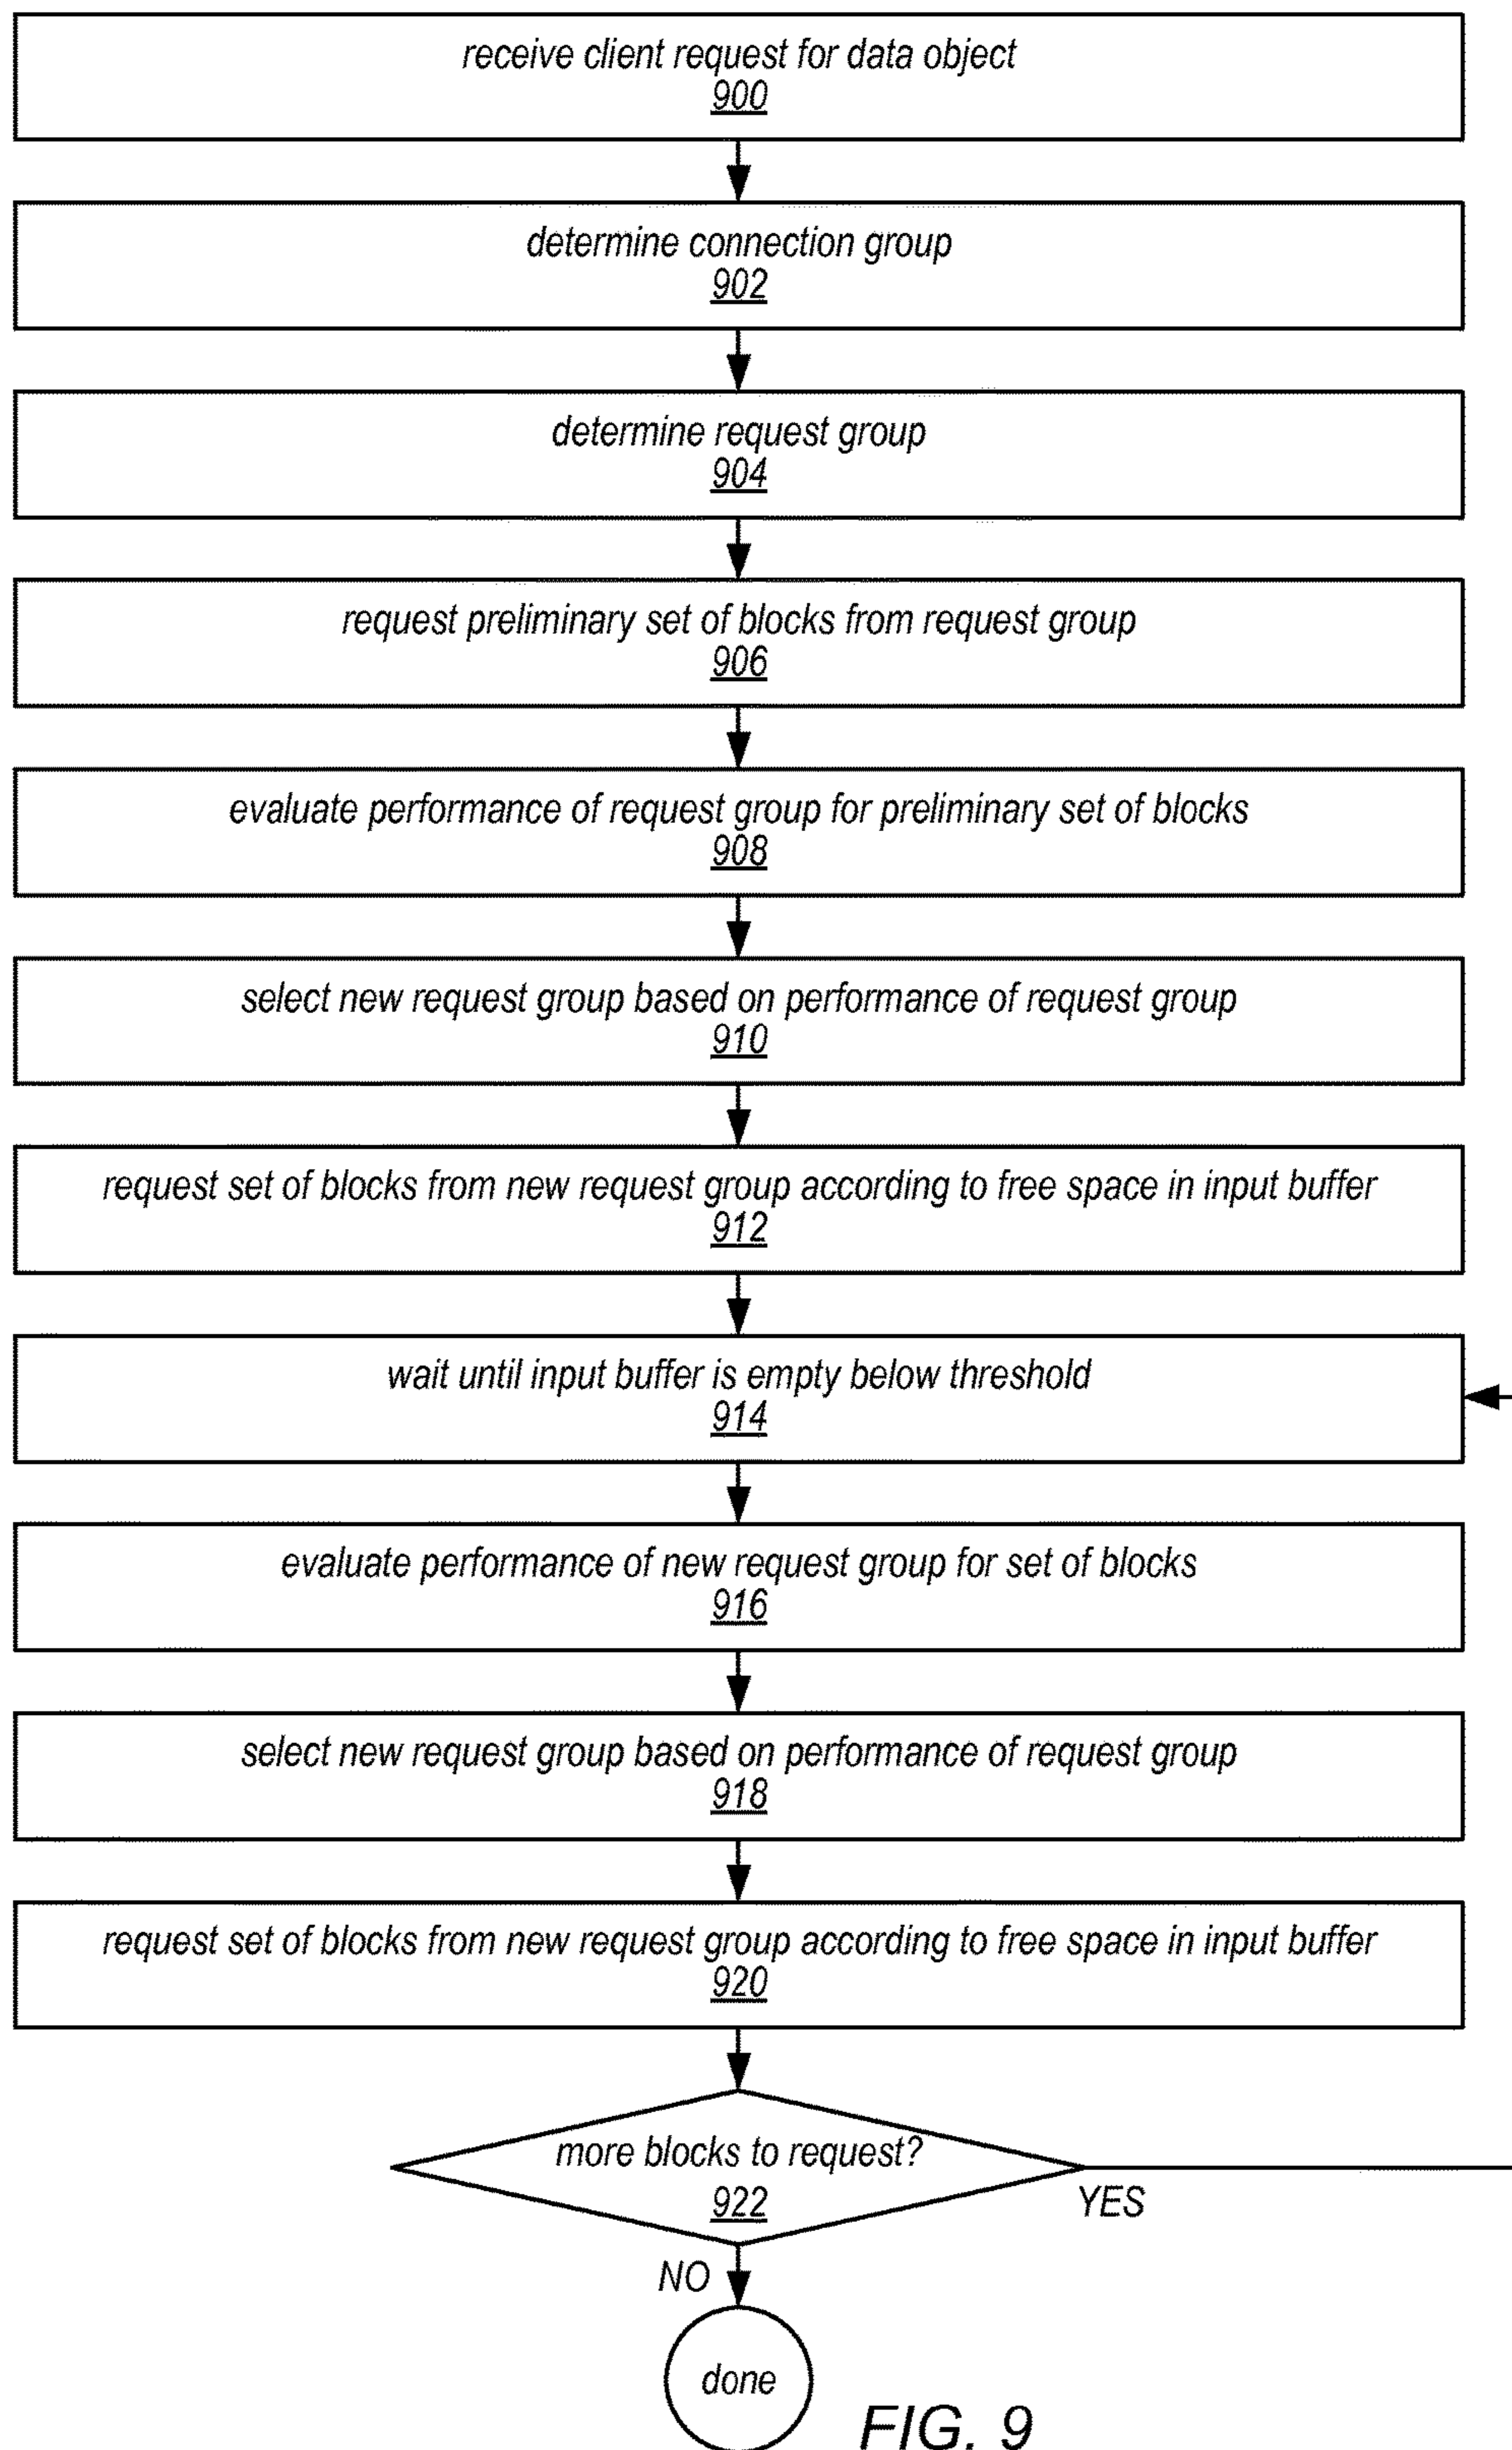 receive client request for data object
900
determine connection group
902
determine request group
904
request preliminary set of blocks from request group
906
evaluate performance of request group for preliminary set of blocks
908
select new request group based on performance of request group
910
request set of blocks from new request group according to free space in input buffer
912
wait until input buffer is empty below threshold
914
evaluate performance of new request group for set of blocks
916
select new request group based on performance of request group
918
request set of blocks from new request group according to free space in input buffer
920
more blocks to request?
922
YES
NO
done
FIG. 9